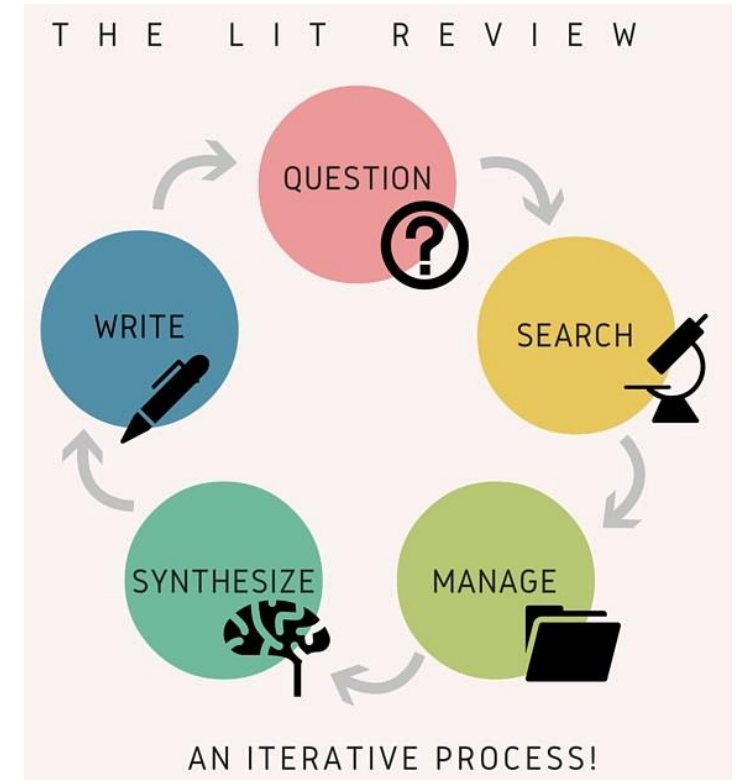 THE LIT REVIEW
QUESTION
?
SEARCH
MANAGE
SYNTHESIZE
WRITE
AN ITERATIVE PROCESS!